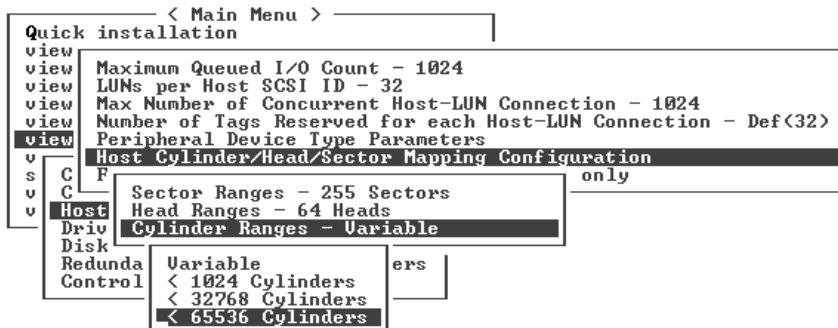 < Main Menu >
Quick installation
view
view Maximum Queued I/O Count - 1024
view LUNs per Host SCSI ID - 32
view Max Number of Concurrent Host-LUN Connection - 1024
view Number of Tags Reserved for each Host-LUN Connection - Def(32)
view Peripheral Device Type Parameters
v Host Cylinder/Head/Sector Mapping Configuration
s C F only
v C Sector Ranges - 255 Sectors
v Host Head Ranges - 64 Heads
Driv Cylinder Ranges - Variable
Disk
Redunda Variable ers
Control < 1024 Cylinders
< 32768 Cylinders
< 65536 Cylinders